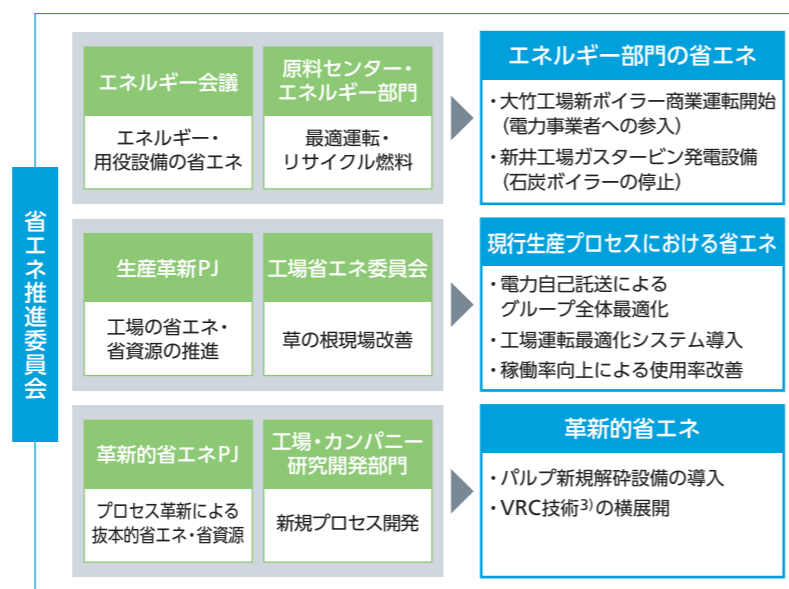 省エネ推進委員会
エネルギー会議
エネルギー・
用役設備の省エネ
原料センター・
エネルギー部門
最適運転・
リサイクル燃料
エネルギー部門の省エネ
・大竹工場新ボイラー商業運転開始
（電力事業者への参入）
・新井工場ガスタービン発電設備
（石炭ボイラーの停止）
生産革新PJ
工場の省エネ・
省資源の推進
工場省エネ委員会
草の根現場改善
現行生産プロセスにおける省エネ
・電力自己託送による
グループ全体最適化
・工場運転最適化システム導入
・稼働率向上による使用率改善
革新的省エネPJ
プロセス革新による
抜本的省エネ・省資源
工場・カンパニー
研究開発部門
新規プロセス開発
革新的省エネ
・パルプ新規解砕設備の導入
・VRC技術3)の横展開